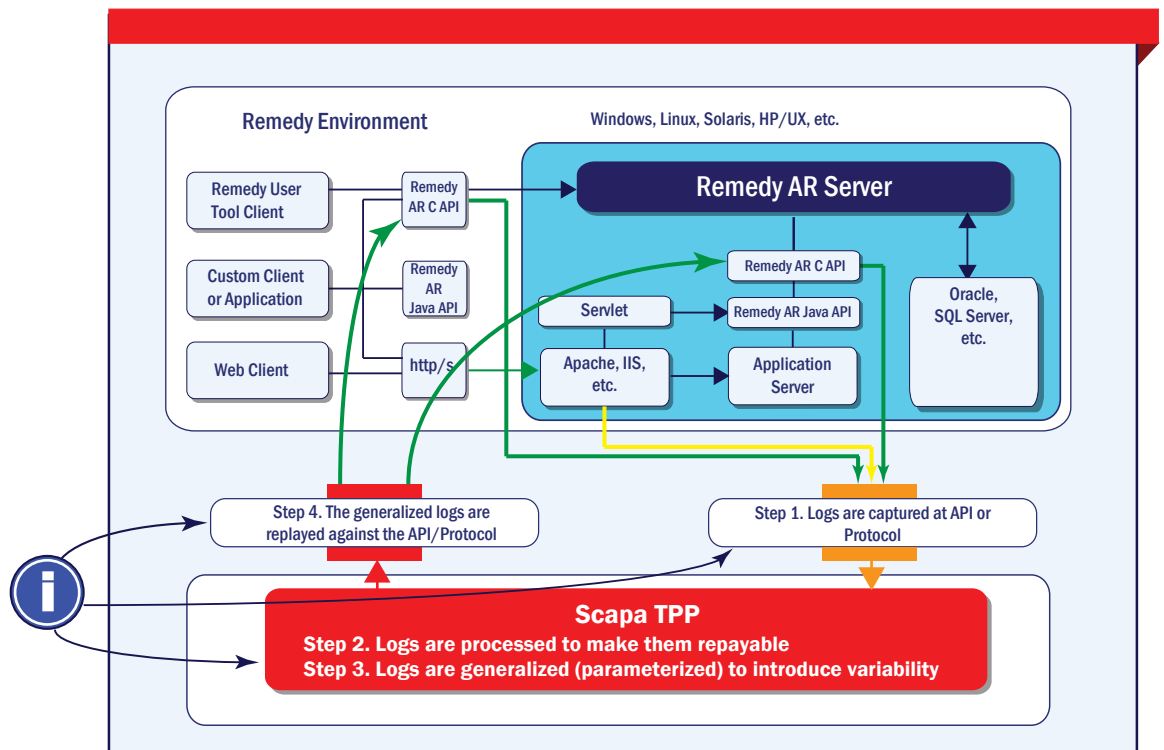 Remedy Environment
Windows, Linux, Solaris, HP/UX, etc.
Remedy User
Tool Client
Remedy
AR C API
Remedy AR Server
Custom Client
or Application
Remedy
AR
Java API
Remedy AR C API
Servlet
Remedy AR Java API
Oracle,
SQL Server,
etc.
Web Client
http/s
Apache, IIS,
etc.
Application
Server
Step 4. The generalized logs are
replayed against the API/Protocol
Step 1. Logs are captured at API or
Protocol
i
Scapa TPP
Step 2. Logs are processed to make them repayable
Step 3. Logs are generalized (parameterized) to introduce variability